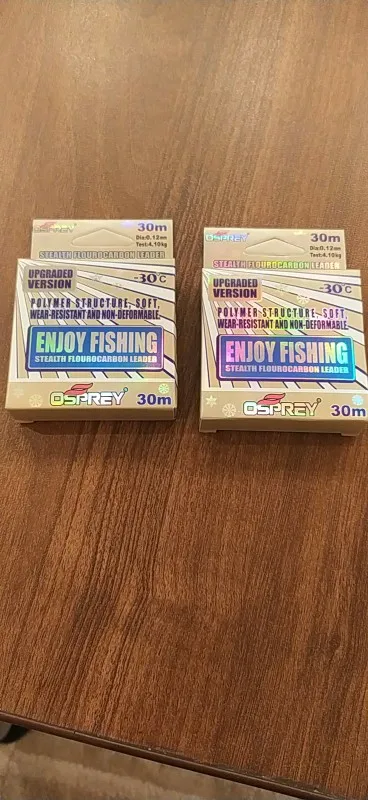 OSPREY 30m
Dia:0.12mm
Test:4.10kg
STEALTH FLOUROCARBON LEADER
UPGRADED
VERSION
-30°C
POLYMER STRUCTURE, SOFT,
WEAR-RESISTANT AND NON-DEFORMABLE.
ENJOY FISHING
STEALTH FLOUROCARBON LEADER
OSPREY 30m
OSPREY 30m
Dia:0.12mm
Test:4.10kg
STEALTH FLOUROCARBON LEADER
UPGRADED
VERSION
-30°C
POLYMER STRUCTURE, SOFT,
WEAR-RESISTANT AND NON-DEFORMABLE.
ENJOY FISHING
STEALTH FLOUROCARBON LEADER
OSPREY 30m